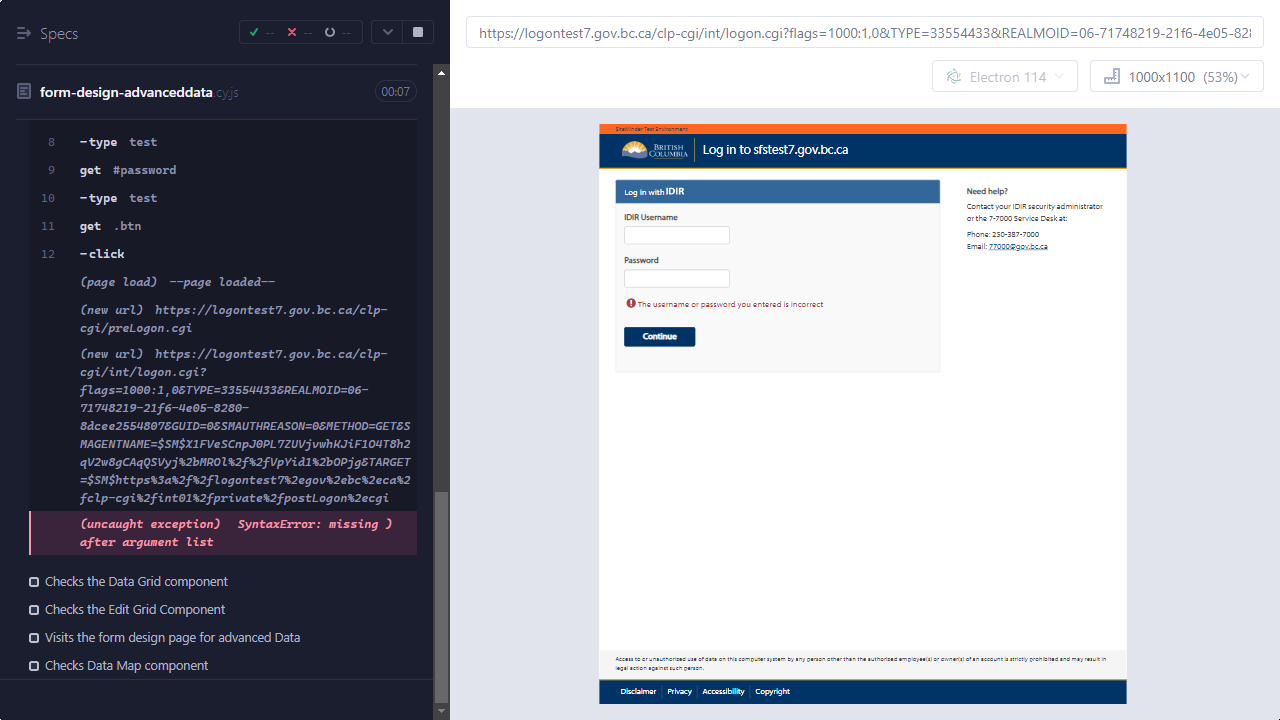 Specs
-- -- --
form-design-advanceddata.cy.js 00:07
8 -type test
9 get #password
10 -type test
11 get .btn
12 -click
(page load) --page loaded--
(new url) https://logontest7.gov.bc.ca/clp-
cgi/preLogon.cgi
(new url) https://logontest7.gov.bc.ca/clp-
cgi/int/logon.cgi?
flags=1000:1,0&TYPE=33554433&REALMOID=06-
71748219-21f6-4e05-8280-
8dcee2554807&GUID=0&SMAUTHREASON=0&METHOD=GET&S
MAGENTNAME=$SM$X1FVeSCnpJ0PL7ZUVjvwhKJiF1O4T8h2
qV2w8gCAqQSVyj%2bMROl%2f%2fVpYid1%2bOPjg&TARGET
=$SM$https%3a%2f%2flogontest7%2egov%2ebc%2eca%2
fclp-cgi%2fint01%2fprivate%2fpostLogon%2ecgi
(uncaught exception) SyntaxError: missing )
after argument list
Checks the Data Grid component
Checks the Edit Grid Component
Visits the form design page for advanced Data
Checks Data Map component
https://logontest7.gov.bc.ca/clp-cgi/int/logon.cgi?flags=1000:1,0&TYPE=33554433&REALMOID=06-71748219-21f6-4e05-828
Electron 114
1000x1100 (53%)
SiteMinder Test Environment
BRITISH
COLUMBIA
Log in to sfstest7.gov.bc.ca
Log in with IDIR
IDIR Username
Password
The username or password you entered is incorrect
Continue
Need help?
Contact your IDIR security administrator
or the 7-7000 Service Desk at:
Phone: 250-387-7000
Email: 77000@gov.bc.ca
Access to or unauthorized use of data on this computer system by any person other than the authorized employee(s) or owner(s) of an account is strictly prohibited and may result in
legal action against such person.
Disclaimer Privacy Accessibility Copyright